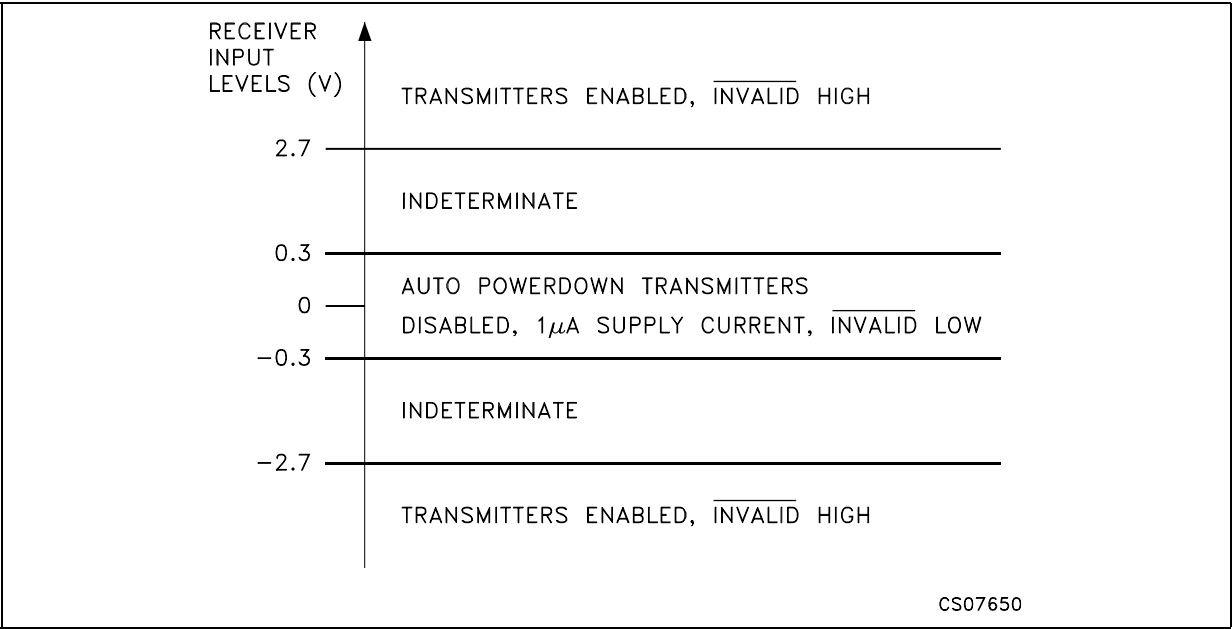 RECEIVER
INPUT
LEVELS (V)
TRANSMITTERS ENABLED, INVALID HIGH
2.7
INDETERMINATE
0.3
AUTO POWERDOWN TRANSMITTERS
0
DISABLED, 1μA SUPPLY CURRENT, INVALID LOW
−0.3
INDETERMINATE
−2.7
TRANSMITTERS ENABLED, INVALID HIGH
CS07650